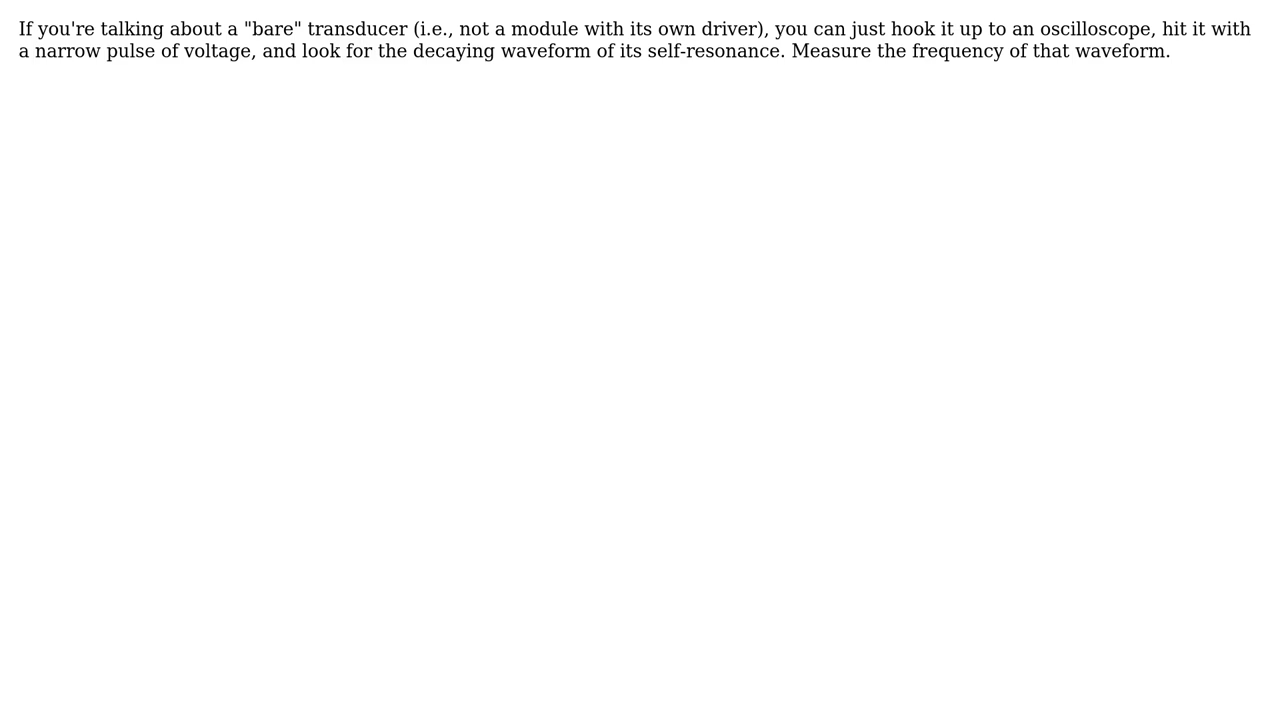 If you're talking about a "bare" transducer (i.e., not a module with its own driver), you can just hook it up to an oscilloscope, hit it with
a narrow pulse of voltage, and look for the decaying waveform of its self-resonance. Measure the frequency of that waveform.